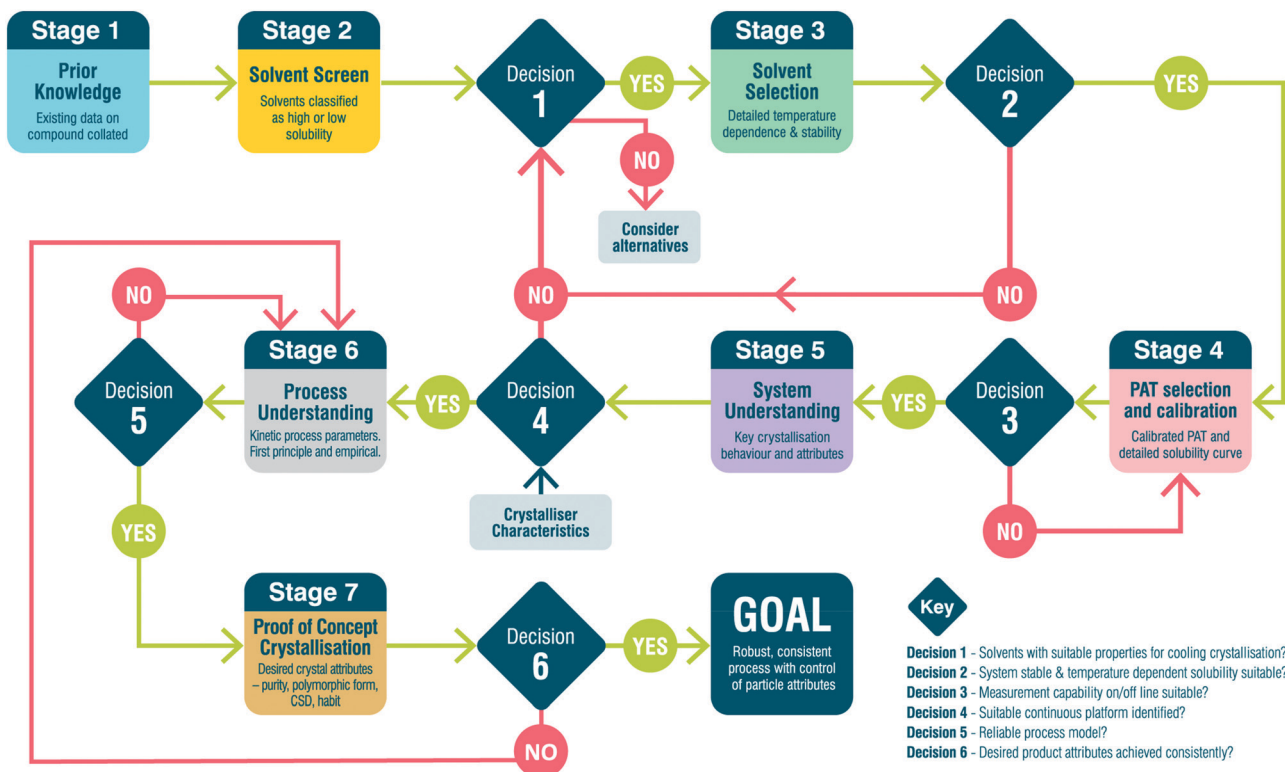 Stage 1
Prior
Knowledge
Existing data on
compound collated
Stage 2
Solvent Screen
Solvents classified
as high or low
solubility
Decision
1
YES
NO
Consider
alternatives
Stage 3
Solvent
Selection
Detailed temperature
dependence & stability
Decision
2
YES
NO
NO
NO
Decision
5
YES
Stage 6
Process
Understanding
Kinetic process parameters.
First principle and empirical.
YES
Decision
4
Crystalliser
Characteristics
Stage 5
System
Understanding
Key crystallisation
behaviour and attributes
YES
Decision
3
NO
Stage 4
PAT selection
and calibration
Calibrated PAT and
detailed solubility curve
Stage 7
Proof of Concept
Crystallisation
Desired crystal attributes
– purity, polymorphic form,
CSD, habit
Decision
6
YES
NO
GOAL
Robust, consistent
process with control
of particle attributes
Key
Decision 1 - Solvents with suitable properties for cooling crystallisation?
Decision 2 - System stable & temperature dependent solubility suitable?
Decision 3 - Measurement capability on/off line suitable?
Decision 4 - Suitable continuous platform identified?
Decision 5 - Reliable process model?
Decision 6 - Desired product attributes achieved consistently?